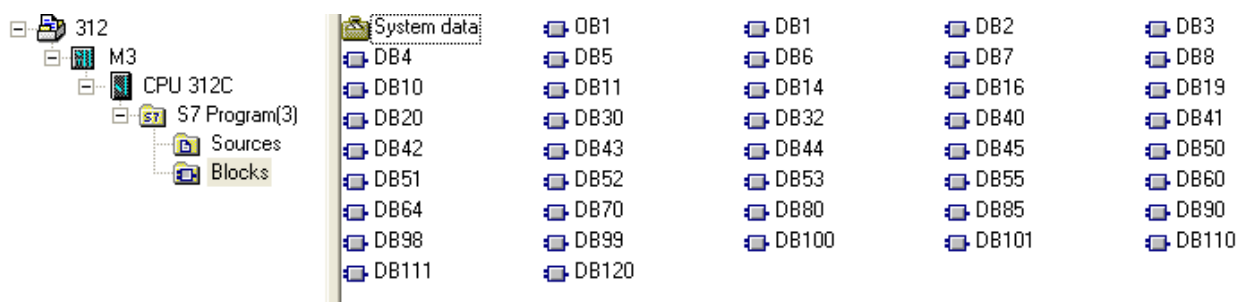 312
M3
CPU 312C
S7 Program(3)
Sources
Blocks
System data OB1 DB1 DB2 DB3
DB4 DB5 DB6 DB7 DB8
DB10 DB11 DB14 DB16 DB19
DB20 DB30 DB32 DB40 DB41
DB42 DB43 DB44 DB45 DB50
DB51 DB52 DB53 DB55 DB60
DB64 DB70 DB80 DB85 DB90
DB98 DB99 DB100 DB101 DB110
DB111 DB120